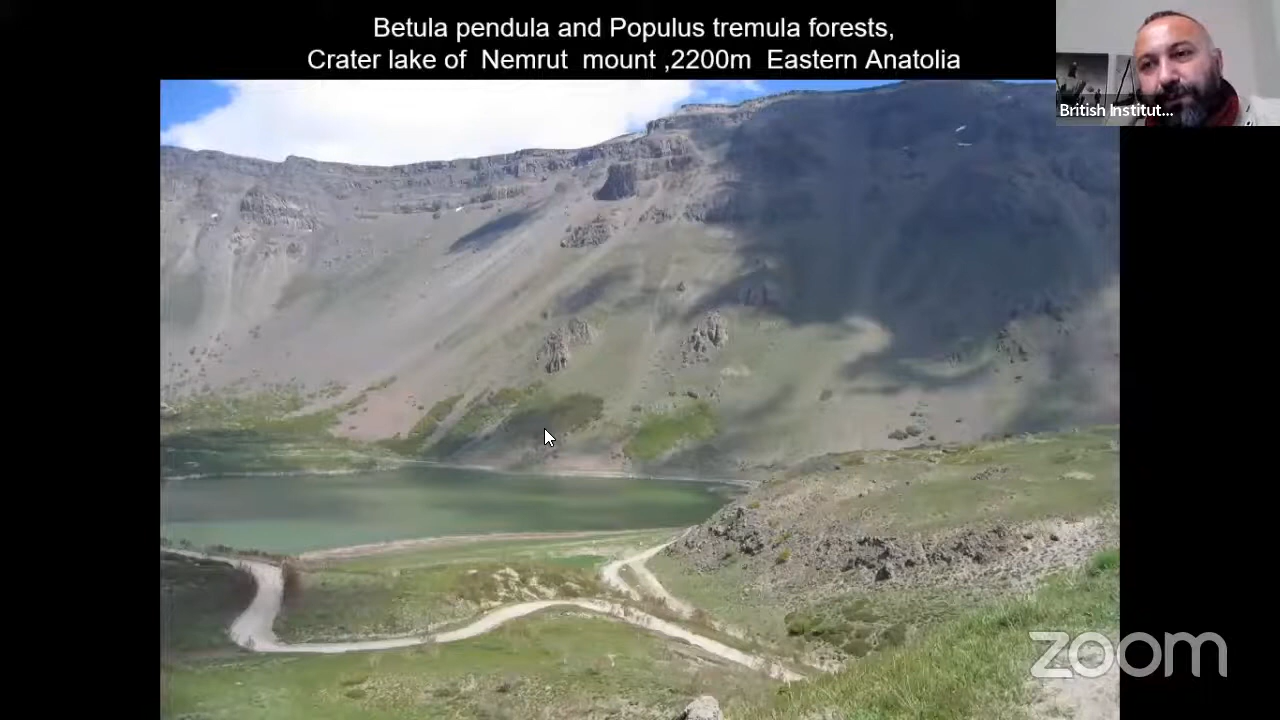 Betula pendula and Populus tremula forests,
Crater lake of Nemrut mount ,2200m Eastern Anatolia
British Institut...
zoom